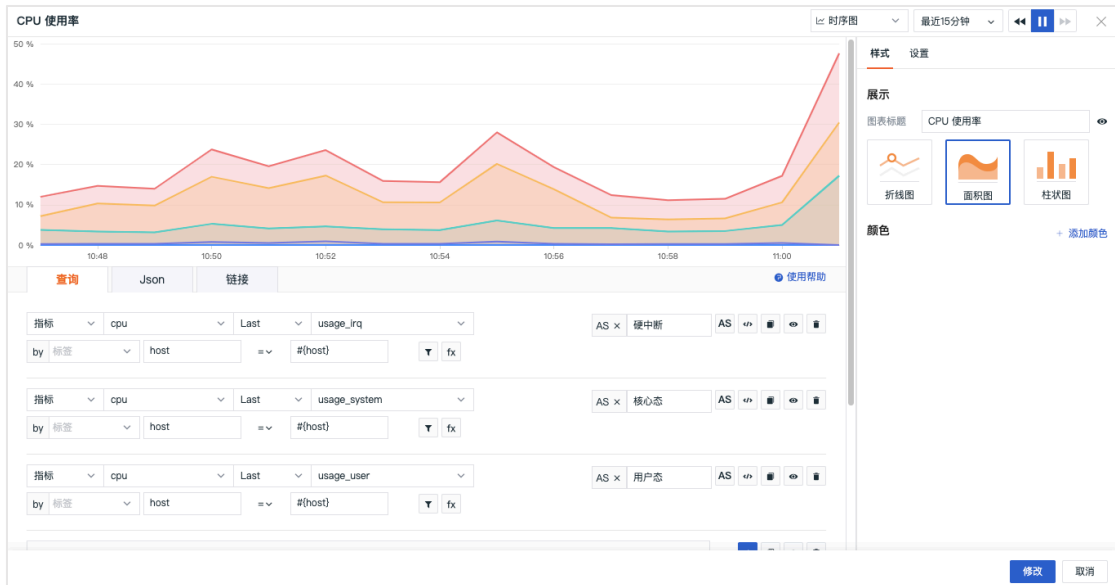 CPU 使用率
时序图
最近15分钟
样式 设置
展示
图表标题 CPU 使用率
折线图 面积图 柱状图
颜色 + 添加颜色
50 %
40 %
30 %
20 %
10 %
0 %
10:48 10:50 10:52 10:54 10:56 10:58 11:00
查询 Json 链接 使用帮助
指标 cpu Last usage_irq AS × 硬中断 AS </>
by 标签 host = #{host} fx
指标 cpu Last usage_system AS × 核心态 AS </>
by 标签 host = #{host} fx
指标 cpu Last usage_user AS × 用户态 AS </>
by 标签 host = #{host} fx
修改 取消